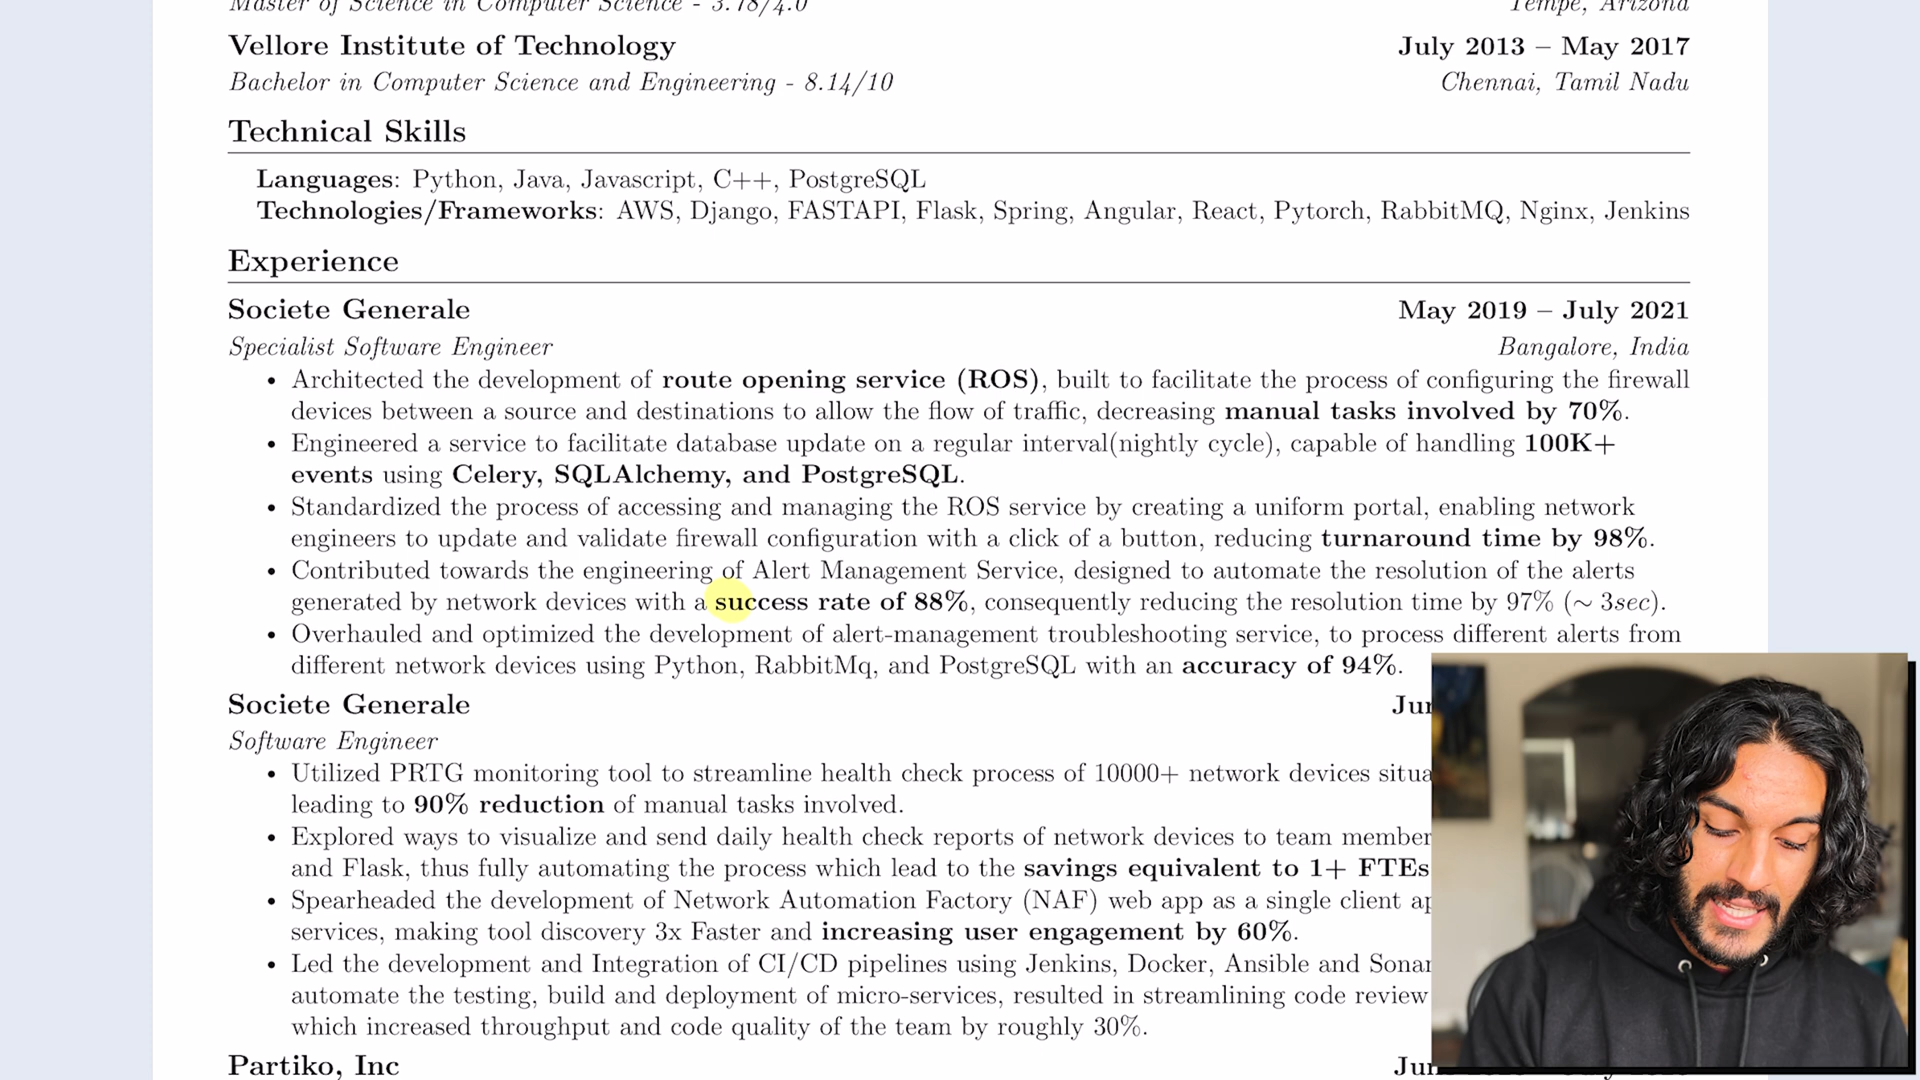 Master of Science in Computer Science - 3.78/4.0 Tempe, Arizona
Vellore Institute of Technology July 2013 – May 2017
Bachelor in Computer Science and Engineering - 8.14/10 Chennai, Tamil Nadu
Technical Skills
Languages: Python, Java, Javascript, C++, PostgreSQL
Technologies/Frameworks: AWS, Django, FASTAPI, Flask, Spring, Angular, React, Pytorch, RabbitMQ, Nginx, Jenkins
Experience
Societe Generale May 2019 – July 2021
Specialist Software Engineer Bangalore, India
• Architected the development of route opening service (ROS), built to facilitate the process of configuring the firewall
devices between a source and destinations to allow the flow of traffic, decreasing manual tasks involved by 70%.
• Engineered a service to facilitate database update on a regular interval(nightly cycle), capable of handling 100K+
events using Celery, SQLAlchemy, and PostgreSQL.
• Standardized the process of accessing and managing the ROS service by creating a uniform portal, enabling network
engineers to update and validate firewall configuration with a click of a button, reducing turnaround time by 98%.
• Contributed towards the engineering of Alert Management Service, designed to automate the resolution of the alerts
generated by network devices with a success rate of 88%, consequently reducing the resolution time by 97% (~ 3sec).
• Overhauled and optimized the development of alert-management troubleshooting service, to process different alerts from
different network devices using Python, RabbitMq, and PostgreSQL with an accuracy of 94%.
Societe Generale
Software Engineer
• Utilized PRTG monitoring tool to streamline health check process of 10000+ network devices
leading to 90% reduction of manual tasks involved.
• Explored ways to visualize and send daily health check reports of network devices to team
and Flask, thus fully automating the process which lead to the savings equivalent to 1+ FTEs
• Spearheaded the development of Network Automation Factory (NAF) web app as a single client
services, making tool discovery 3x Faster and increasing user engagement by 60%.
• Led the development and Integration of CI/CD pipelines using Jenkins, Docker, Ansible and
automate the testing, build and deployment of micro-services, resulted in streamlining code review
which increased throughput and code quality of the team by roughly 30%.
Partiko, Inc